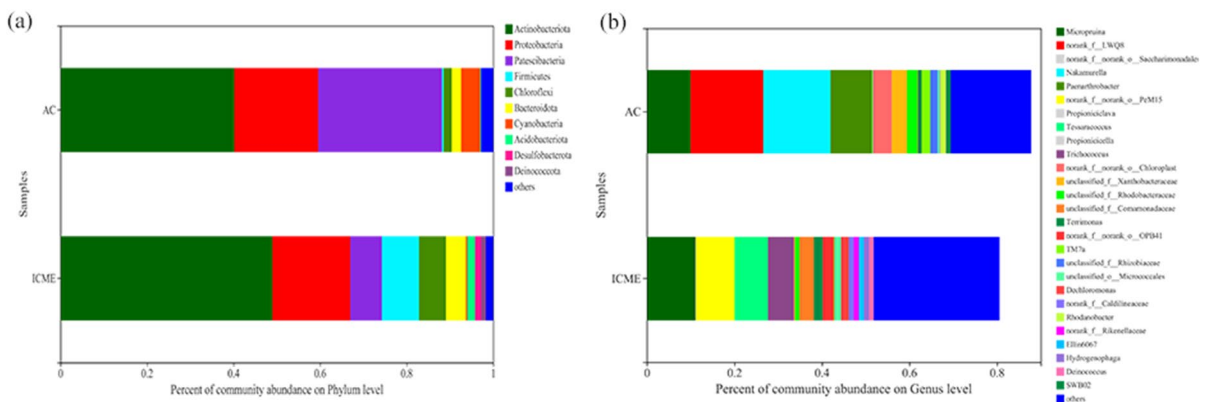 (a)
Actinobacteriota
Proteobacteria
Patescibacteria
Firmicutes
Chloroflexi
Bacteroidota
Cyanobacteria
Acidobacteriota
Desulfobacterota
Deinococcota
others
AC
ICME
Samples
0 0.2 0.4 0.6 0.8 1
Percent of community abundance on Phylum level
(b)
Micropruina
norank_f__LWQ8
norank_f__norank_o__Saccharimonadales
Nakamurella
Paenarthrobacter
norank_f__norank_o__PeM15
Propioniciclava
Tessaracoccus
Propionicicella
Trichococcus
norank_f__norank_o__Chloroplast
unclassified_f__Xanthobacteraceae
unclassified_f__Rhodobacteraceae
unclassified_f__Comamonadaceae
Terrimonas
norank_f__norank_o__OPB41
TM7a
unclassified_f__Rhizobiaceae
unclassified_o__Micrococcales
Dechloromonas
norank_f__Caldilineaceae
Rhodanobacter
norank_f__Rikenellaceae
Ellin6067
Hydrogenophaga
Deinococcus
SWB02
others
AC
ICME
Samples
0 0.2 0.4 0.6 0.8
Percent of community abundance on Genus level